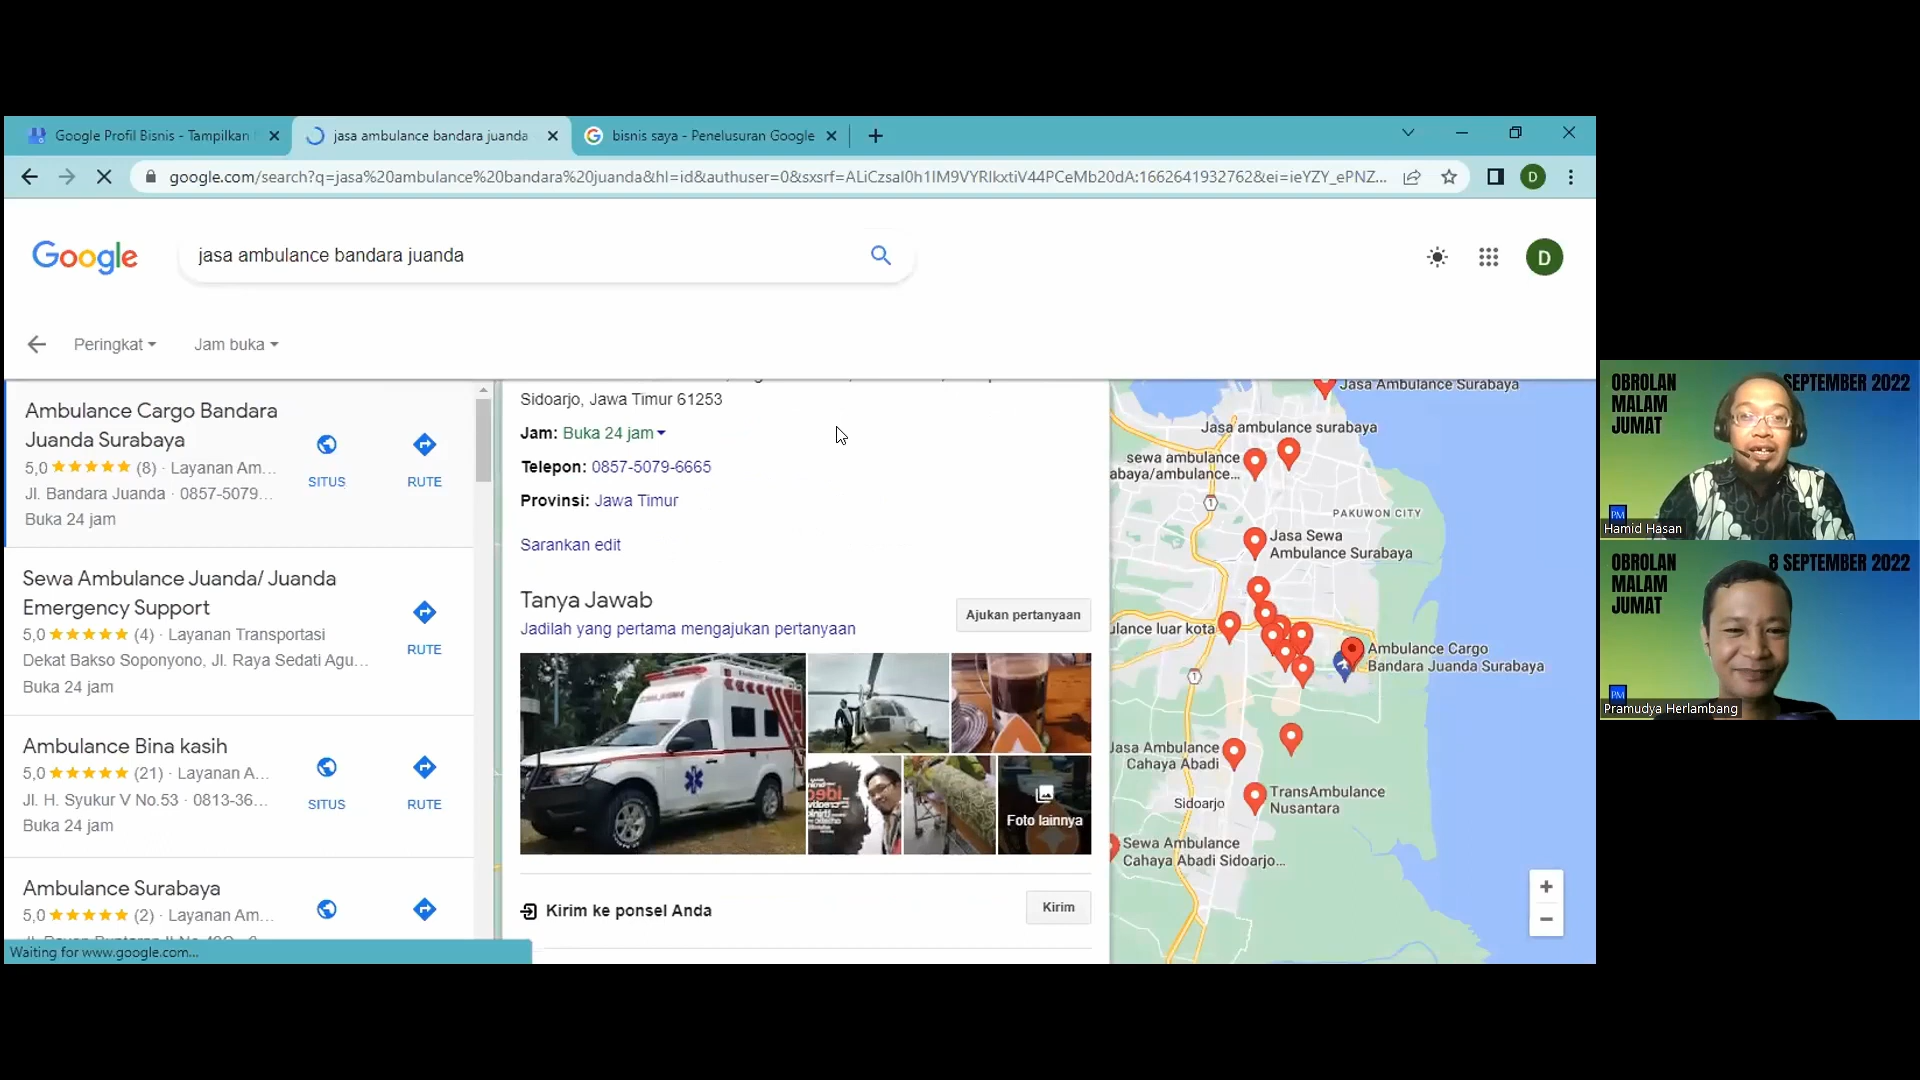 Google Profil Bisnis - Tampilkan
jasa ambulance bandara juanda
bisnis saya - Penelusuran Google
google.com/search?q=jasa%20ambulance%20bandara%20juanda&hl=id&authuser=0&sxsrf=
D
Google
jasa ambulance bandara juanda
D
Peringkat
Jam buka
Ambulance Cargo Bandara
Juanda Surabaya
5,0 (8) · Layanan Am...
Jl. Bandara Juanda · 0857-5079...
Buka 24 jam
SITUS
RUTE
Sewa Ambulance Juanda/ Juanda
Emergency Support
5,0 (4) · Layanan Transportasi
Dekat Bakso Soponyono, Jl. Raya Sedati Agu...
Buka 24 jam
RUTE
Ambulance Bina kasih
5,0 (21) · Layanan A...
Jl. H. Syukur V No.53 · 0813-36...
Buka 24 jam
SITUS
RUTE
Ambulance Surabaya
5,0 (2) · Layanan Am...
Waiting for www.google.com...
Sidoarjo, Jawa Timur 61253
Jam: Buka 24 jam
Telepon: 0857-5079-6665
Provinsi: Jawa Timur
Sarankan edit
Tanya Jawab
Ajukan pertanyaan
Jadilah yang pertama mengajukan pertanyaan
Foto lainnya
Kirim ke ponsel Anda
Kirim
Jasa Ambulance Surabaya
Jasa ambulance surabaya
sewa ambulance
abaya/ambulance...
1
PAKUWON CITY
Jasa Sewa
Ambulance Surabaya
ulance luar kota
Ambulance Cargo
Bandara Juanda Surabaya
1
Jasa Ambulance
Cahaya Abadi
Sidoarjo
TransAmbulance
Nusantara
Sewa Ambulance
Cahaya Abadi Sidoarjo...
+
−
OBROLAN
MALAM
JUMAT
SEPTEMBER 2022
PM
Hamid Hasan
OBROLAN
MALAM
JUMAT
8 SEPTEMBER 2022
PM
Pramudya Herlambang